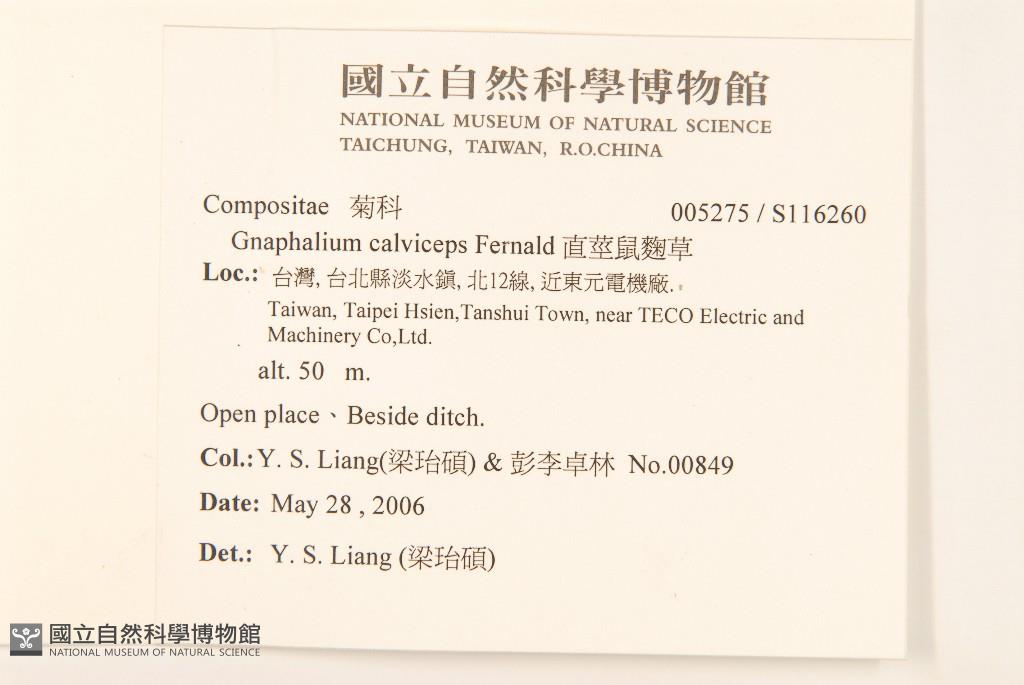 國立自然科學博物館
NATIONAL MUSEUM OF NATURAL SCIENCE
TAICHUNG, TAIWAN, R.O.CHINA
Compositae 菊科 005275 / S116260
Gnaphalium calviceps Fernald 直莖鼠麴草
Loc.: 台灣, 台北縣淡水鎮, 北12線, 近東元電機廠.
Taiwan, Taipei Hsien,Tanshui Town, near TECO Electric and
Machinery Co,Ltd.
alt. 50 m.
Open place、Beside ditch.
Col.:Y. S. Liang(梁珆碩) & 彭李卓林 No.00849
Date: May 28 , 2006
Det.: Y. S. Liang (梁珆碩)
國立自然科學博物館
NATIONAL MUSEUM OF NATURAL SCIENCE